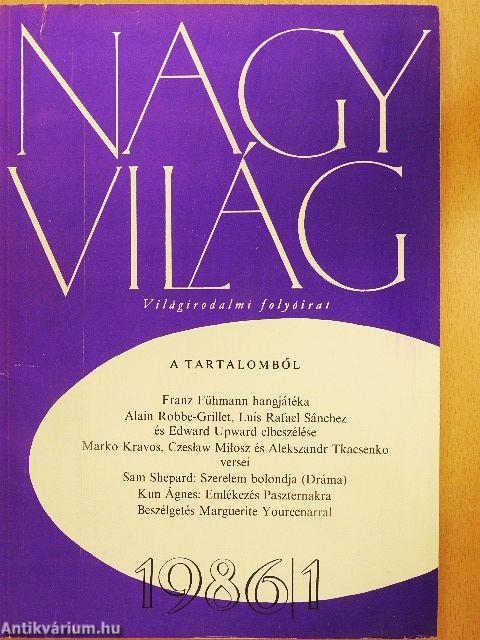 NAGY
VILÁG
Világirodalmi folyóirat
A TARTALOMBÓL
Franz Fühmann hangjátéka
Alain Robbe-Grillet, Luís Rafael Sánchez
és Edward Upward elbeszélése
Marko Kravos, Czesław Miłosz és Alekszandr Tkacsenko
versei
Sam Shepard: Szerelem bolondja (Dráma)
Kun Ágnes: Emlékezés Paszternakra
Beszélgetés Marguerite Yourcenarral
1986/1
Antikvárium.hu